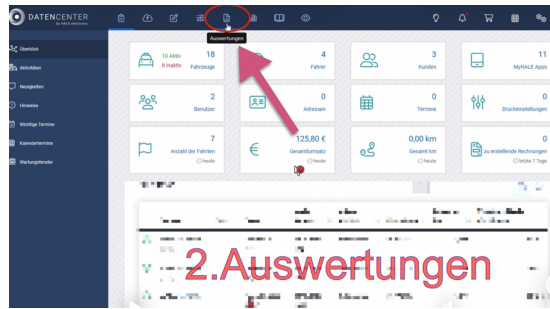 DATENCENTER
by HALE electronic
Auswertungen
Überblick
Aktivitäten
Neuigkeiten
Hinweise
Wichtige Termine
Kalendertermine
Wartungsfenster
10 Aktiv
8 Inaktiv
18
Fahrzeuge
4
Fahrer
3
Kunden
11
MyHALE Apps
2
Benutzer
0
Adressen
0
Termine
0
Druckeinstellungen
7
Anzahl der Fahrten
heute
125,80 €
Gesamtumsatz
heute
0,00 km
Gesamt km
heute
0
zu erstellende Rechnungen
letzte 7 Tage
2.Auswertungen